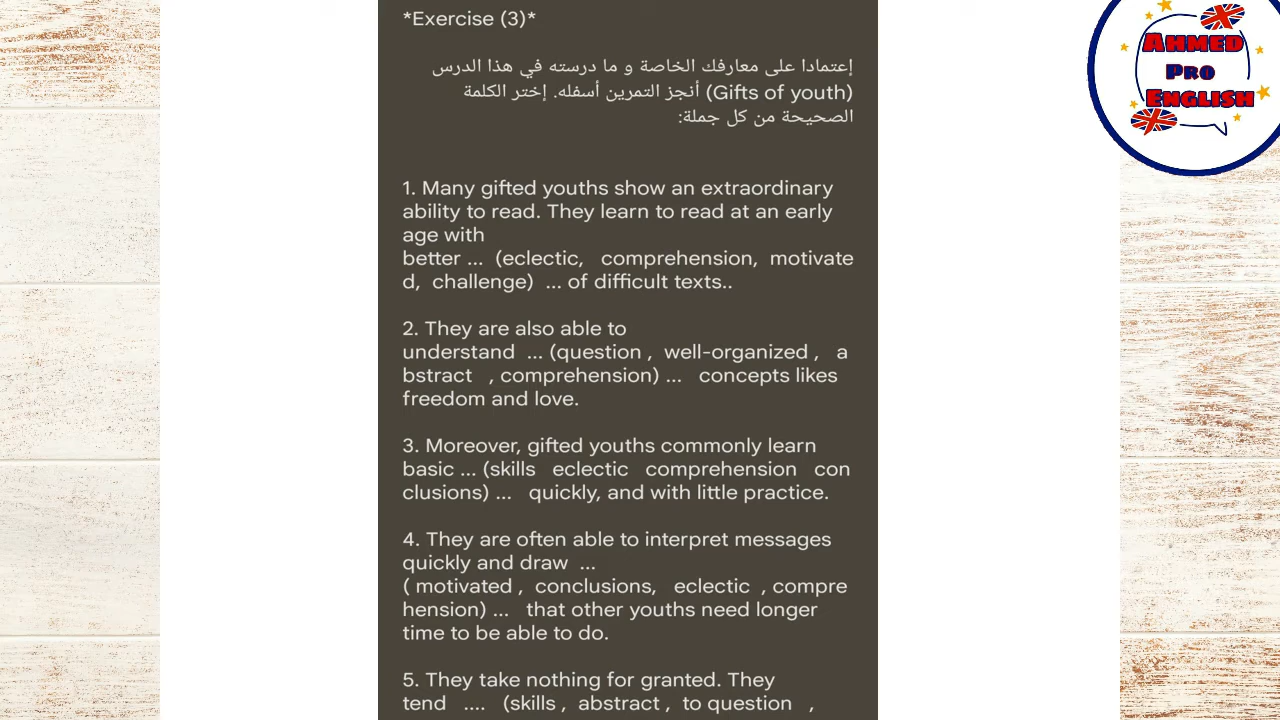 *Exercise (3)*
إعتمادا على معارفك الخاصة و ما درسته في هذا الدرس
(Gifts of youth) أنجز التمرين أسفله. إختر الكلمة
الصحيحة من كل جملة:
1. Many gifted youths show an extraordinary
ability to read. They learn to read at an early
age with
better ... (eclectic, comprehension, motivate
d, challenge) ... of difficult texts..
2. They are also able to
understand ... (question , well-organized , a
bstract , comprehension) ... concepts likes
freedom and love.
3. Moreover, gifted youths commonly learn
basic ... (skills eclectic comprehension con
clusions) ... quickly, and with little practice.
4. They are often able to interpret messages
quickly and draw ...
( motivated , conclusions, eclectic , compre
hension) ... that other youths need longer
time to be able to do.
5. They take nothing for granted. They
tend .. ... (skills , abstract , to question ,
Ahmed
Pro
English